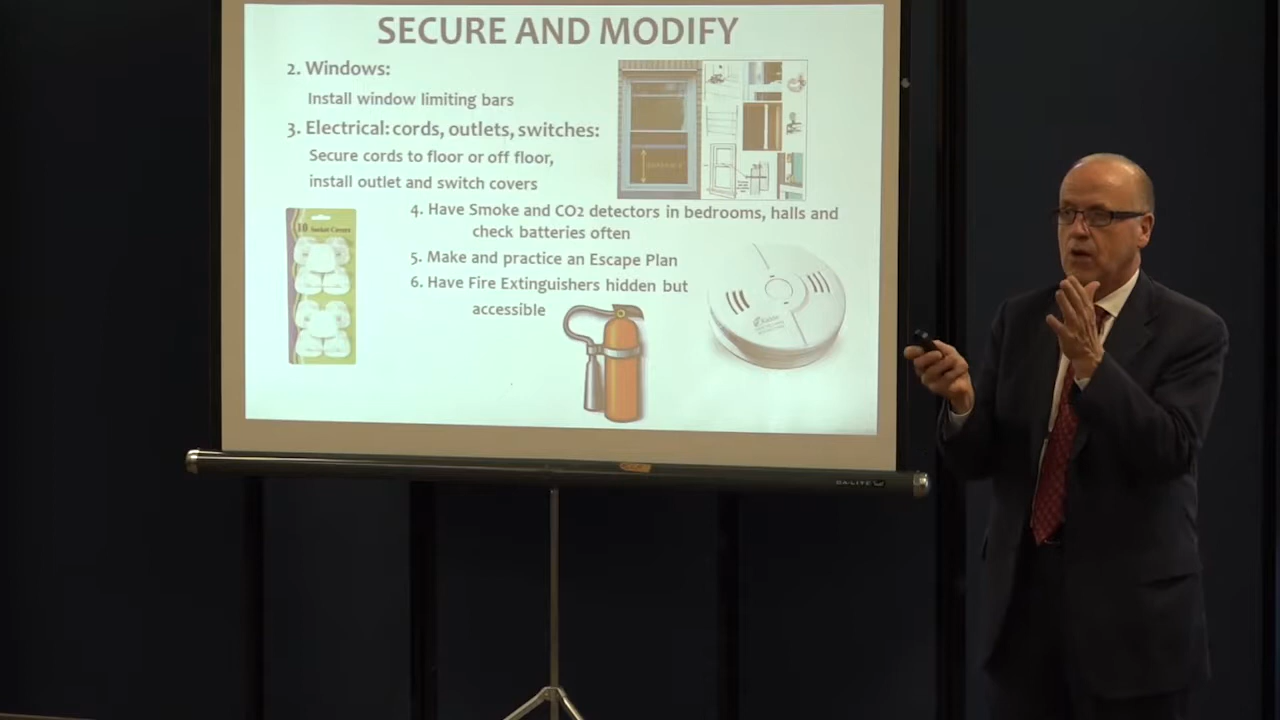 SECURE AND MODIFY
2. Windows:
Install window limiting bars
3. Electrical: cords, outlets, switches:
Secure cords to floor or off floor,
install outlet and switch covers
4. Have Smoke and CO2 detectors in bedrooms, halls and
check batteries often
5. Make and practice an Escape Plan
6. Have Fire Extinguishers hidden but
accessible
10 Socket Covers
Kidde
DA-LITE